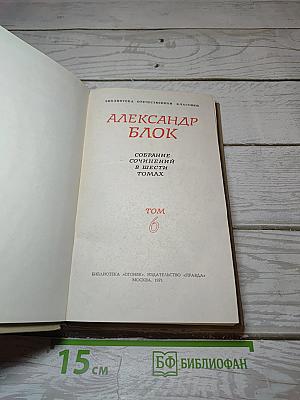 БИБЛИОТЕКА ОТЕЧЕСТВЕННОЙ КЛАССИКИ
АЛЕКСАНДР
БЛОК
СОБРАНИЕ
СОЧИНЕНИЙ
В ШЕСТИ
ТОМАХ
ТОМ
6
БИБЛИОТЕКА «ОГОНЕК». ИЗДАТЕЛЬСТВО «ПРАВДА»
МОСКВА, 1971
15 см
БФ БИБЛИОФАН